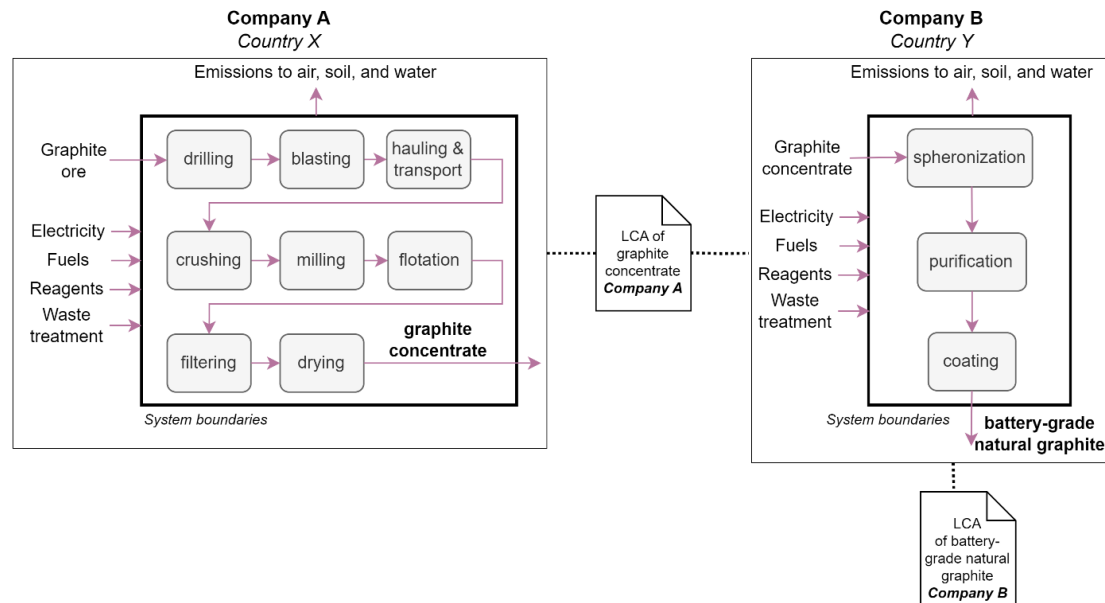 Company A
Country X
Emissions to air, soil, and water
Graphite
ore
drilling
blasting
hauling &
transport
Electricity
Fuels
Reagents
Waste
treatment
crushing
milling
flotation
filtering
drying
graphite
concentrate
System boundaries
LCA of
graphite
concentrate
Company A
Company B
Country Y
Emissions to air, soil, and water
Graphite
concentrate
spheronization
Electricity
Fuels
Reagents
Waste
treatment
purification
coating
System boundaries
battery-grade
natural graphite
LCA
of battery-
grade natural
graphite
Company B